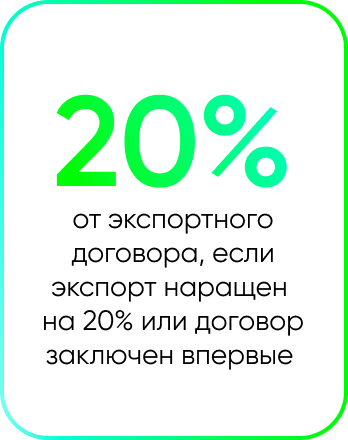 20%
от экспортного
договора, если
экспорт наращен
на 20% или договор
заключен впервые